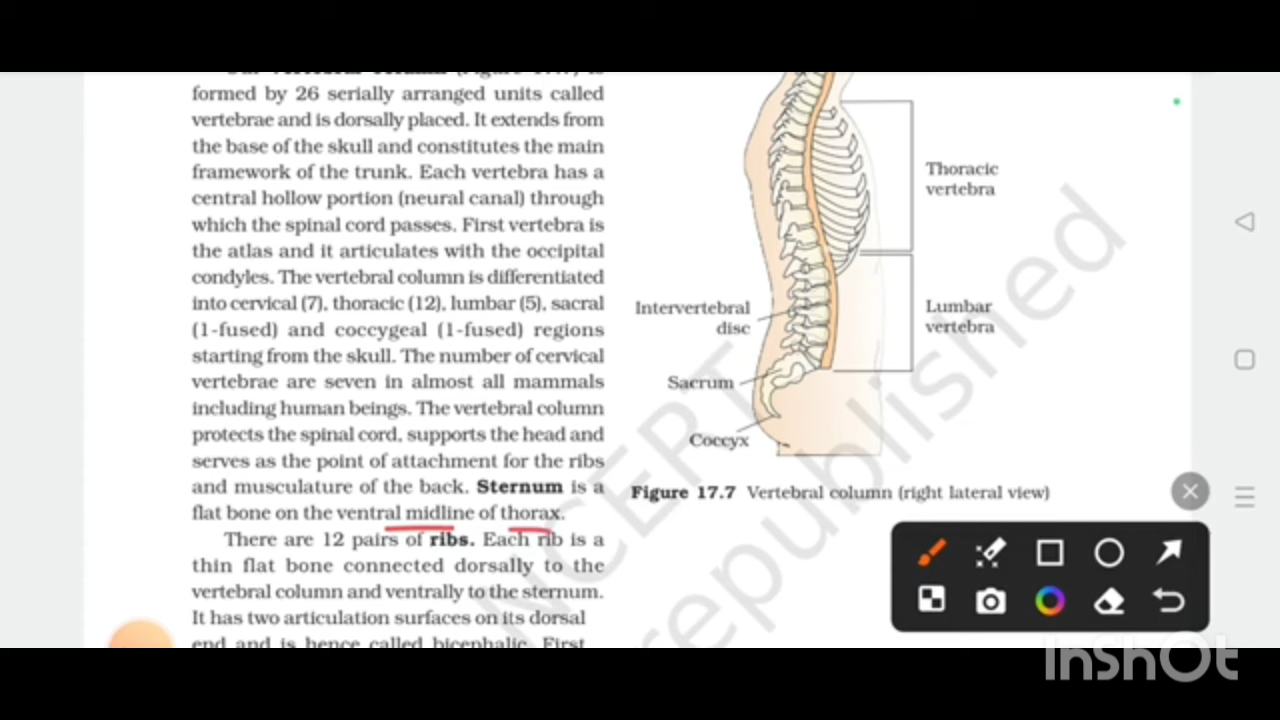 formed by 26 serially arranged units called
vertebrae and is dorsally placed. It extends from
the base of the skull and constitutes the main
framework of the trunk. Each vertebra has a
central hollow portion (neural canal) through
which the spinal cord passes. First vertebra is
the atlas and it articulates with the occipital
condyles. The vertebral column is differentiated
into cervical (7), thoracic (12), lumbar (5), sacral
(1-fused) and coccygeal (1-fused) regions
starting from the skull. The number of cervical
vertebrae are seven in almost all mammals
including human beings. The vertebral column
protects the spinal cord, supports the head and
serves as the point of attachment for the ribs
and musculature of the back. Sternum is a
flat bone on the ventral midline of thorax.
There are 12 pairs of ribs. Each rib is a
thin flat bone connected dorsally to the
vertebral column and ventrally to the sternum.
It has two articulation surfaces on its dorsal
end and is hence called bicephalic. First
Thoracic
vertebra
Intervertebral
disc
Lumbar
vertebra
Sacrum
Coccyx
Figure 17.7 Vertebral column (right lateral view)
NCERT
republished
InShOt